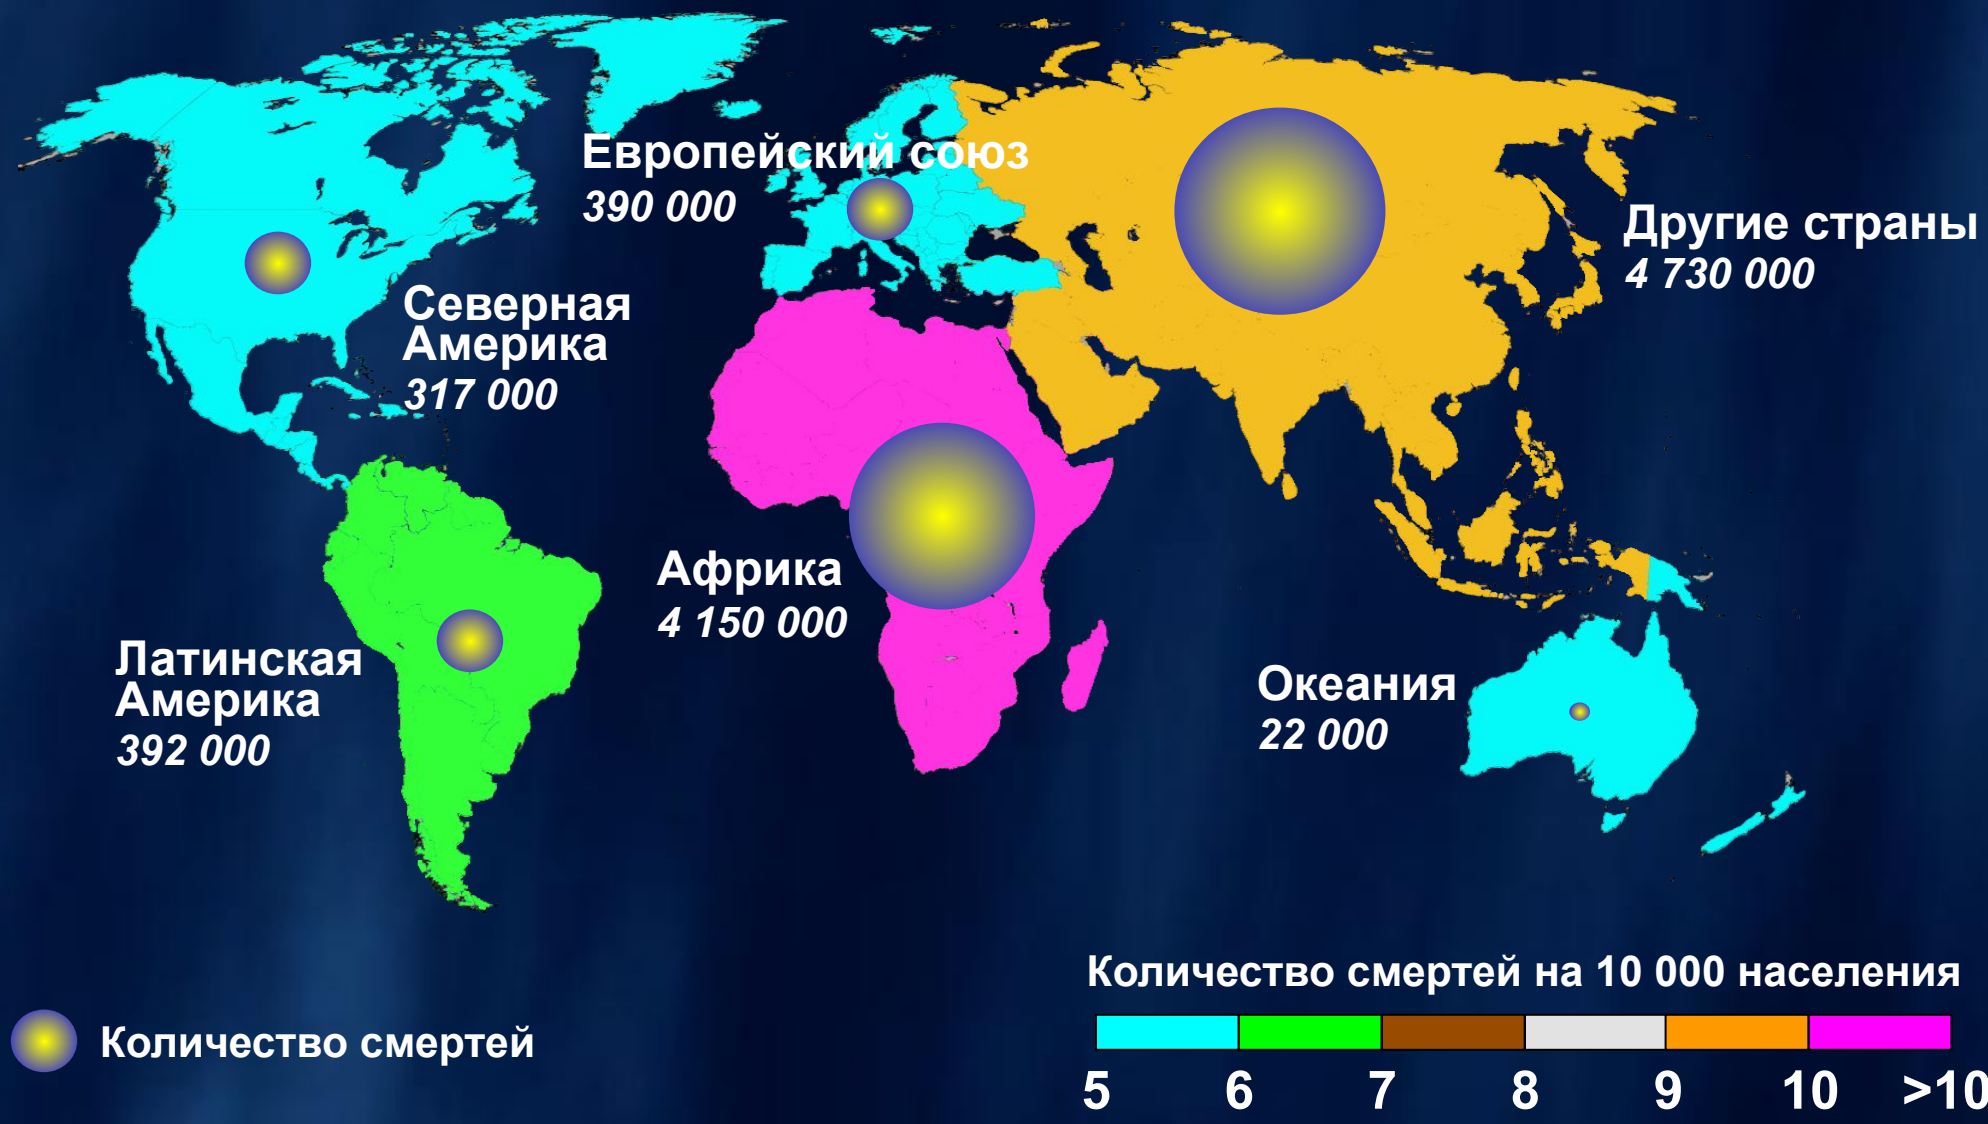 Европейский союз
390 000
Другие страны
4 730 000
Северная
Америка
317 000
Африка
4 150 000
Латинская
Америка
392 000
Океания
22 000
Количество смертей на 10 000 населения
Количество смертей
5 6 7 8 9 10 >10